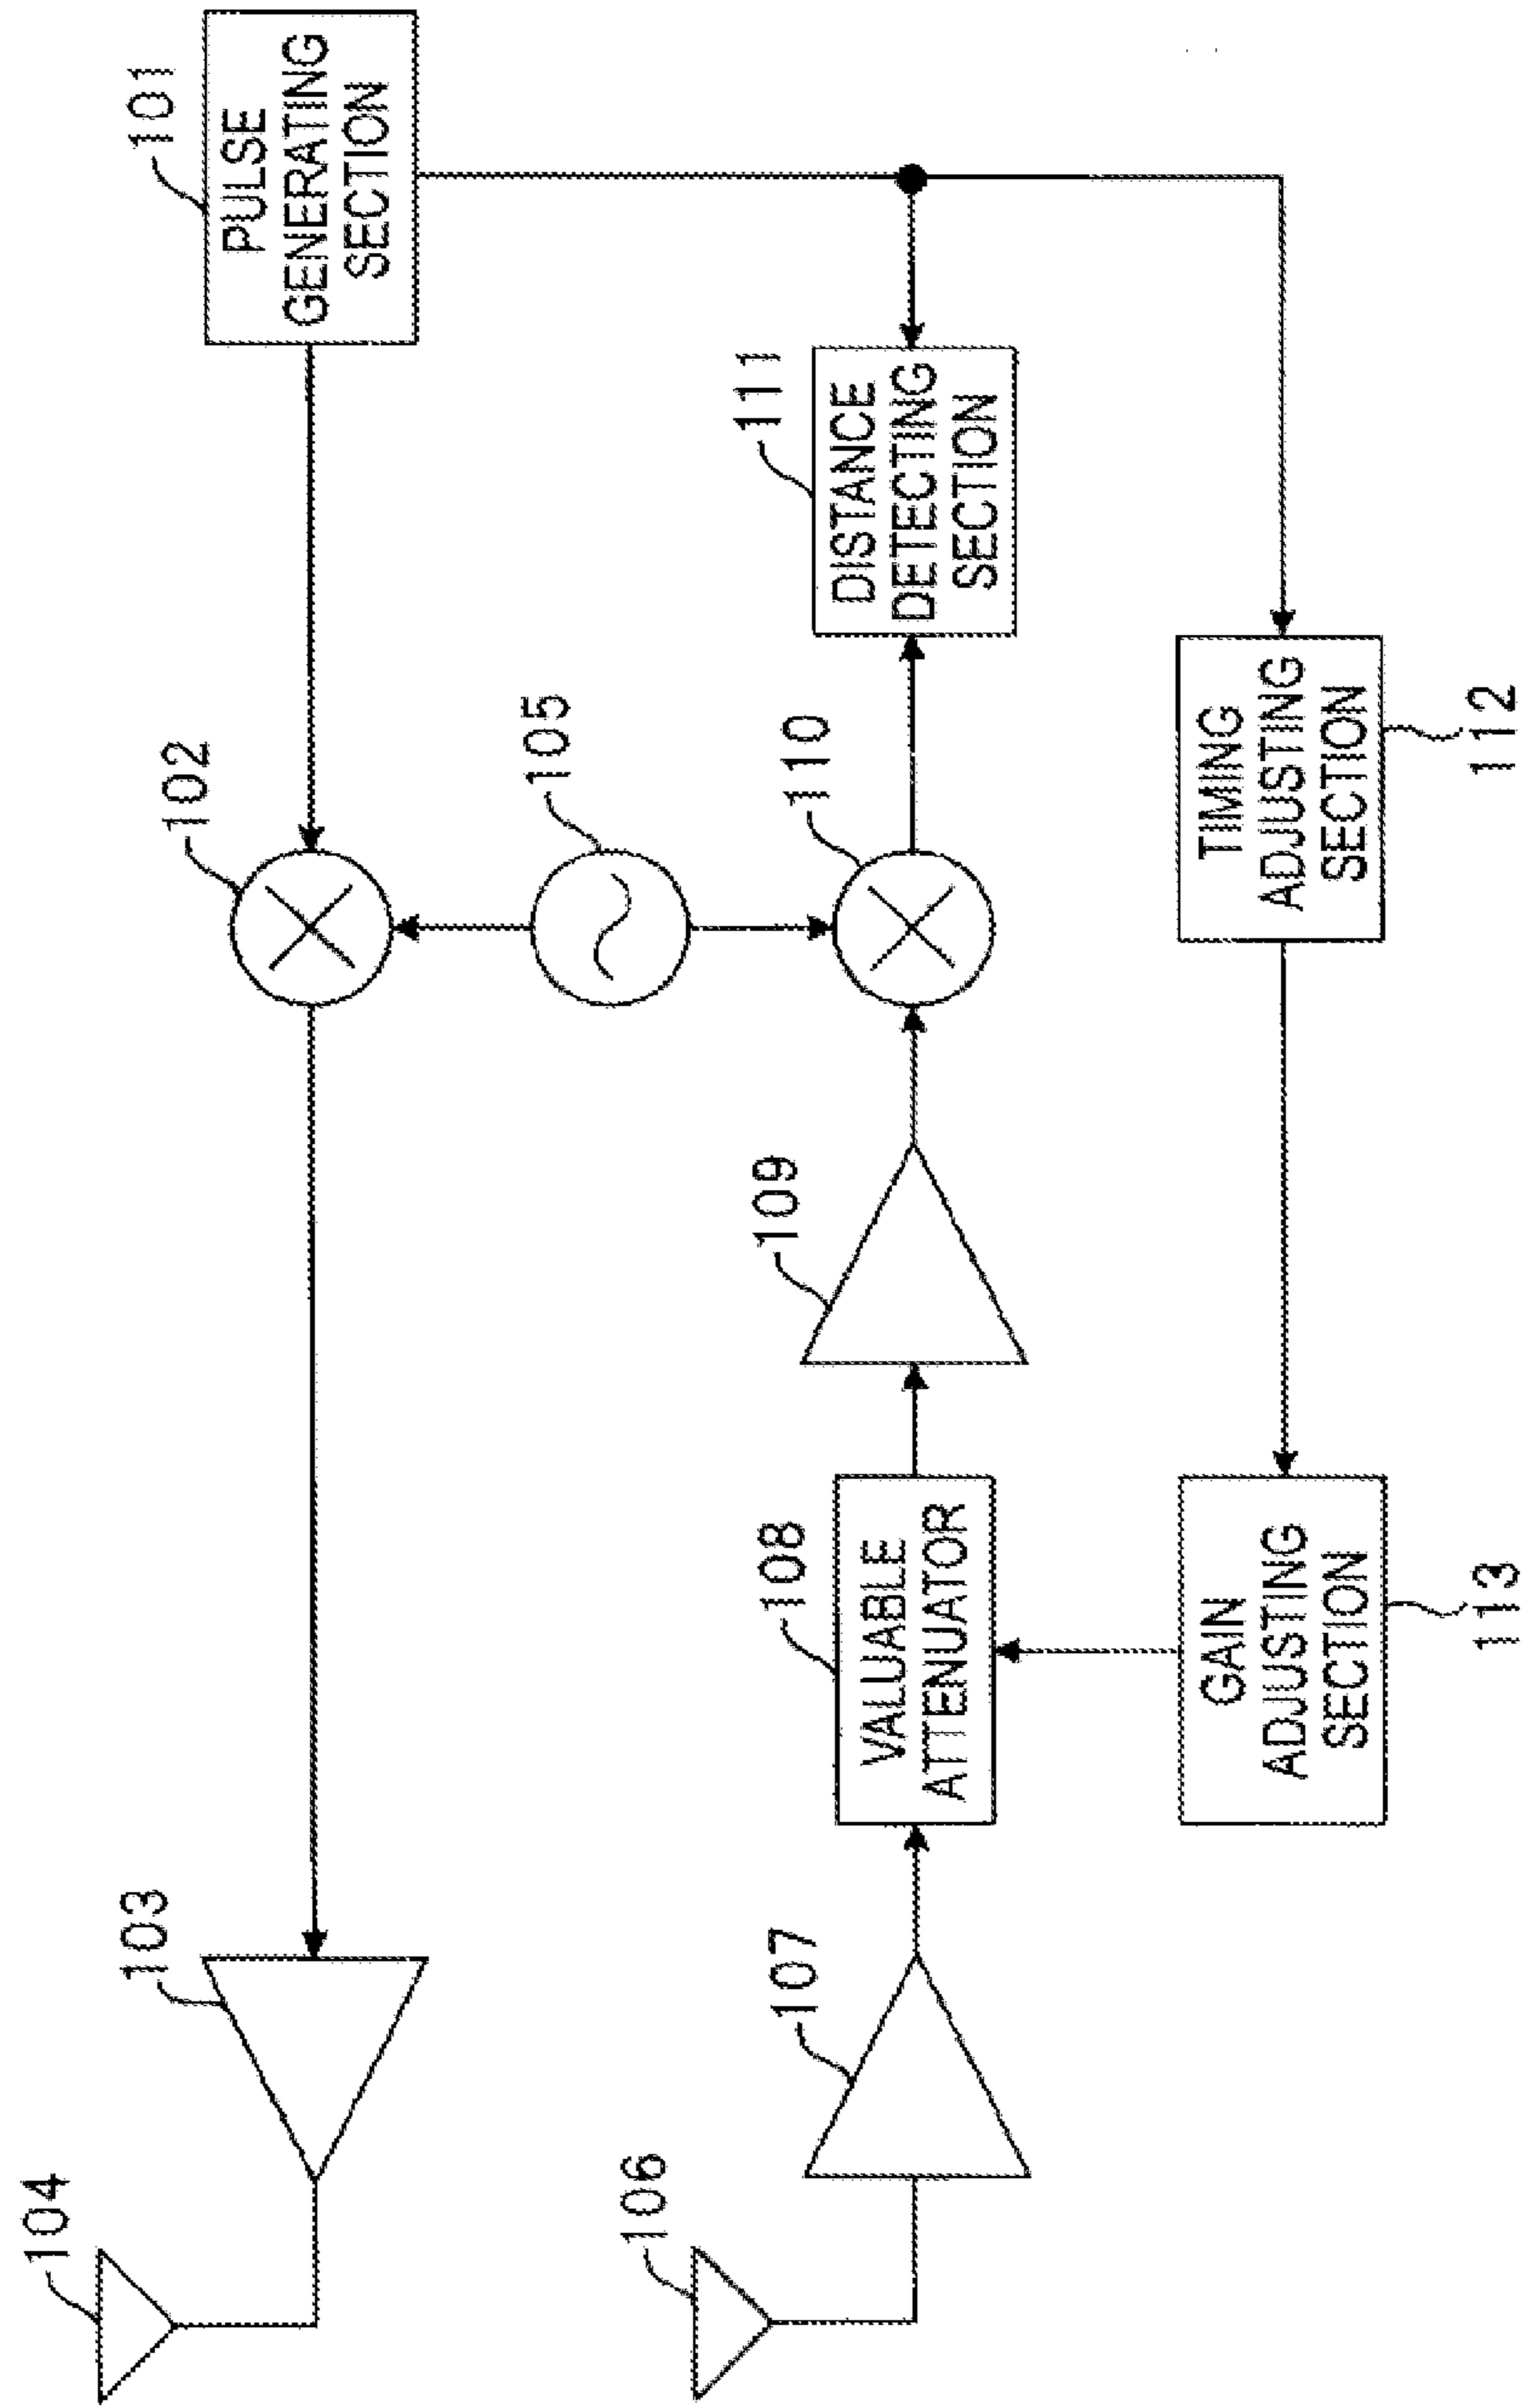 104
103
102
101
PULSE
GENERATING
SECTION
105
106
107
108
VALUABLE
ATTENUATOR
109
110
111
DISTANCE
DETECTING
SECTION
GAIN
ADJUSTING
SECTION
113
TIMING
ADJUSTING
SECTION
112